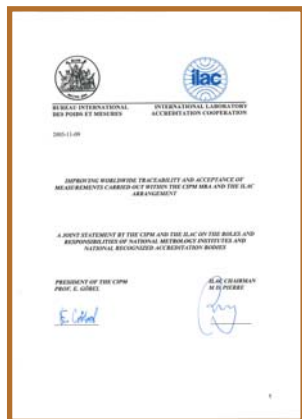 ilac
BUREAU INTERNATIONAL
DES POIDS ET MESURES
INTERNATIONAL LABORATORY
ACCREDITATION COOPERATION
2005-11-09
IMPROVING WORLDWIDE TRACEABILITY AND ACCEPTANCE OF
MEASUREMENTS CARRIED OUT WITHIN THE CIPM MRA AND THE ILAC
ARRANGEMENT
A JOINT STATEMENT BY THE CIPM AND THE ILAC ON THE ROLES AND
RESPONSIBILITIES OF NATIONAL METROLOGY INSTITUTES AND
NATIONAL RECOGNIZED ACCREDITATION BODIES
PRESIDENT OF THE CIPM
PROF. E. GÖBEL
ILAC CHAIRMAN
M D. PIERRE